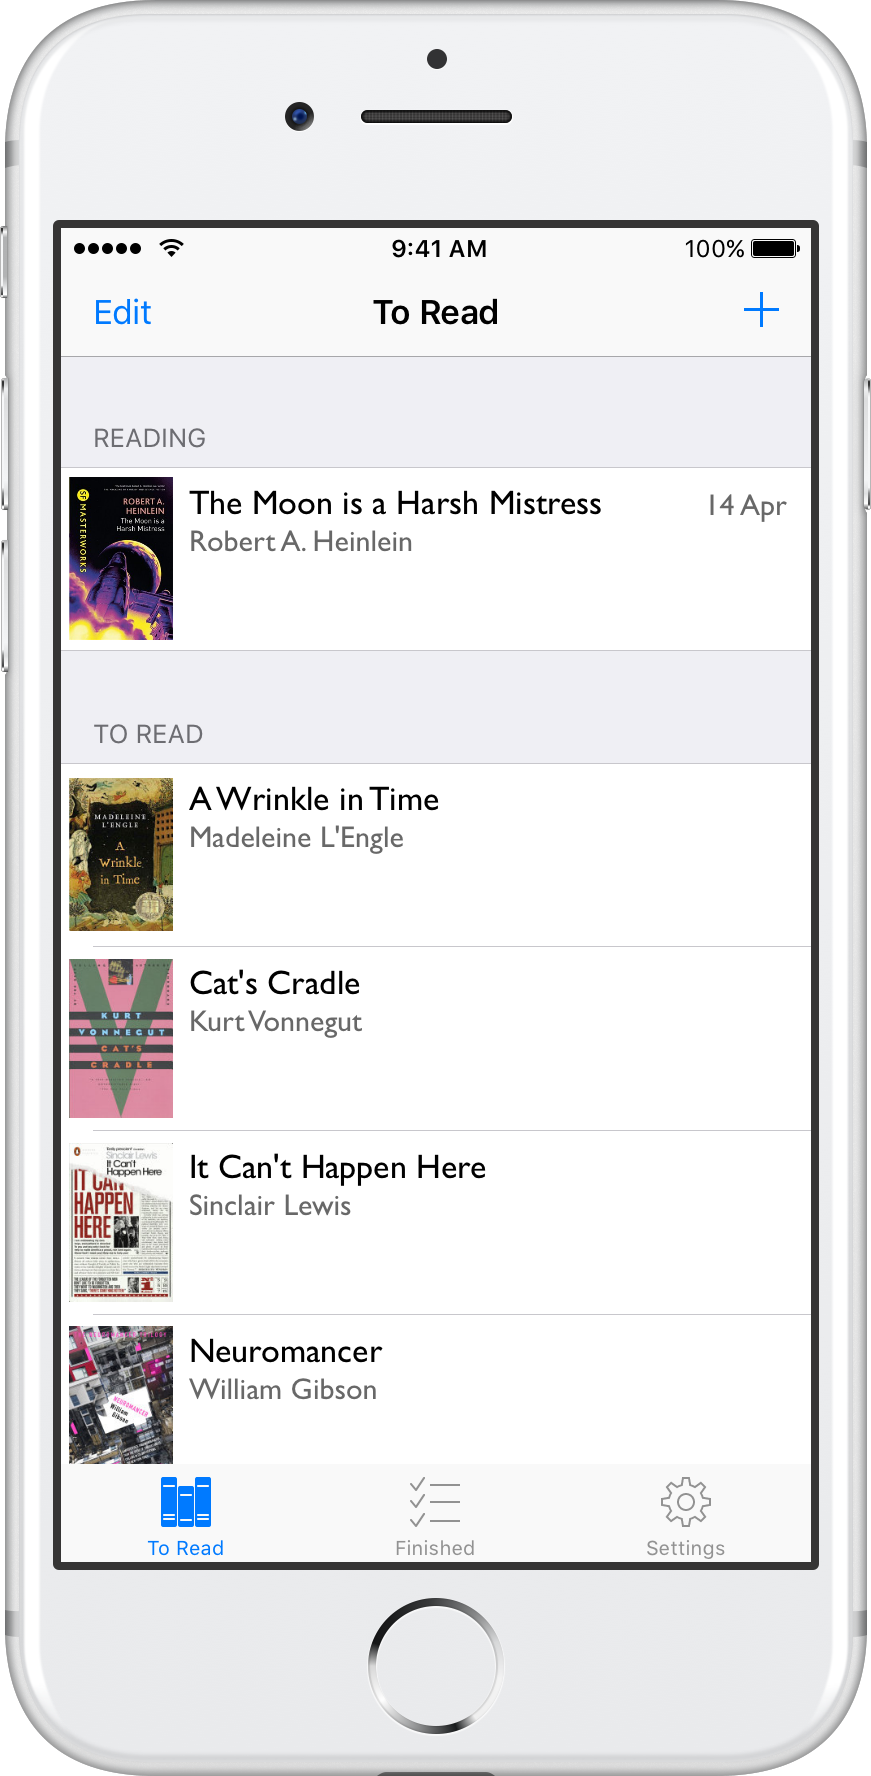 9:41 AM
100%
Edit
To Read
READING
SF MASTERWORKS
ROBERT A.
HEINLEIN
The Moon is a
Harsh Mistress
The Moon is a Harsh Mistress
14 Apr
Robert A. Heinlein
TO READ
MADELEINE
L'ENGLE
A
Wrinkle
in Time
A Wrinkle in Time
Madeleine L'Engle
KURT
VONNEGUT
CAT'S
CRADLE
Cat's Cradle
Kurt Vonnegut
Sinclair Lewis
It Can't
Happen Here
IT CAN'T
HAPPEN
HERE
It Can't Happen Here
Sinclair Lewis
NEUROMANCER
William
Gibson
Neuromancer
William Gibson
To Read
Finished
Settings